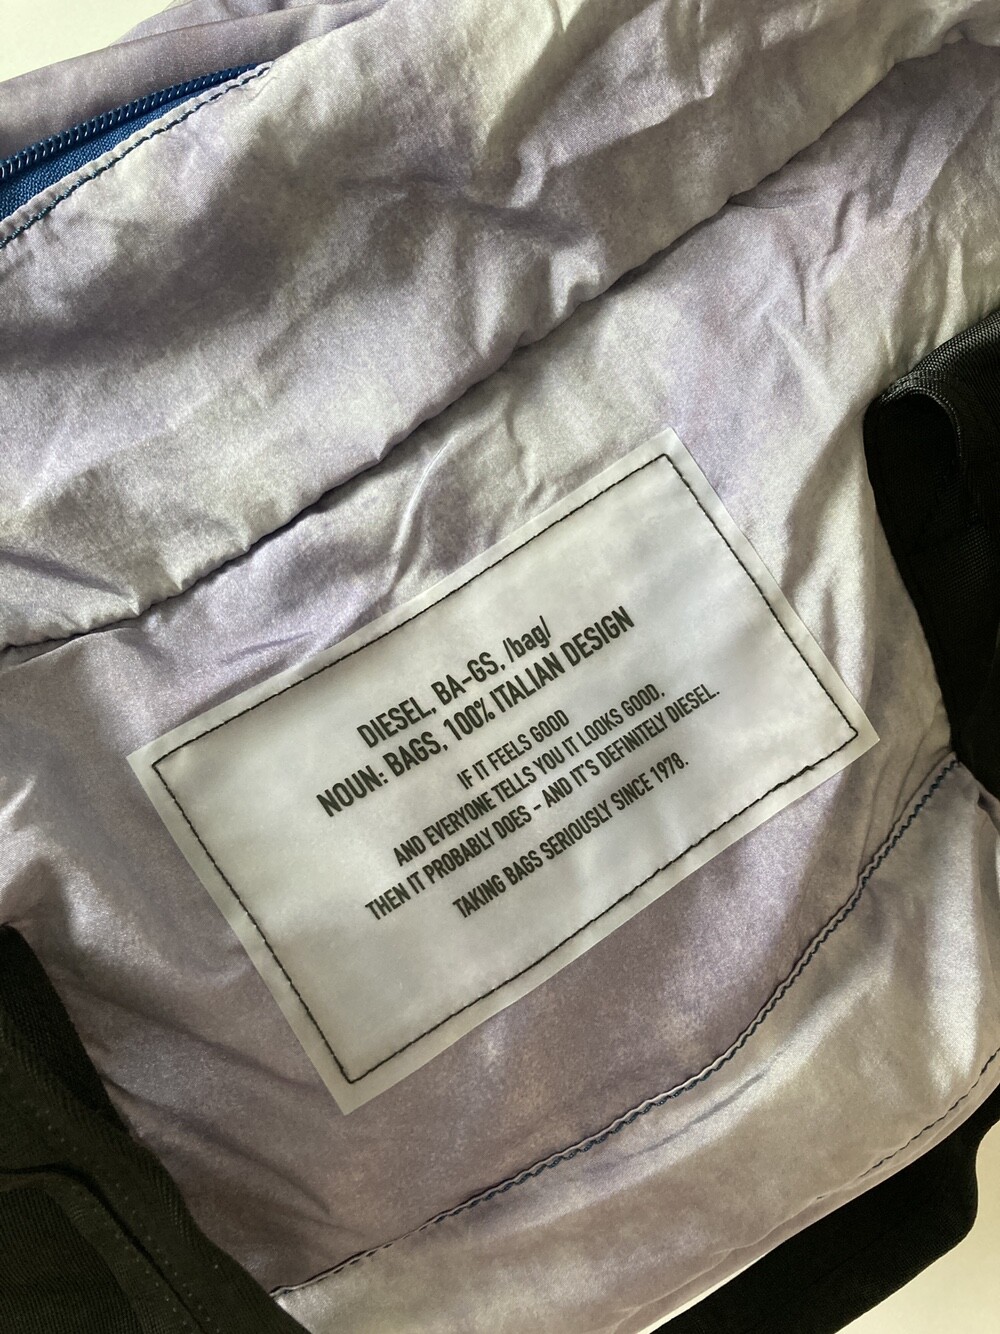 DIESEL, BA-GS, /bag/
NOUN: BAGS, 100% ITALIAN DESIGN
IF IT FEELS GOOD
AND EVERYONE TELLS YOU IT LOOKS GOOD,
THEN IT PROBABLY DOES – AND IT'S DEFINITELY DIESEL.
TAKING BAGS SERIOUSLY SINCE 1978.